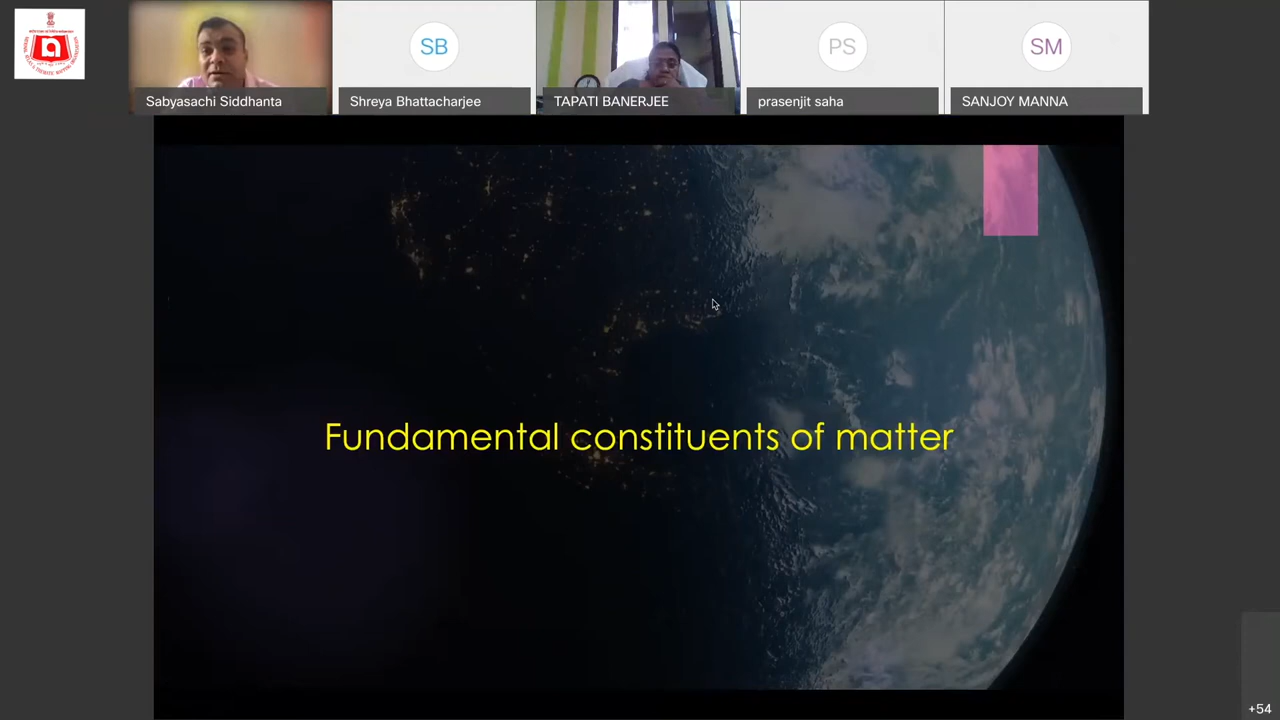 SB
PS
SM
Sabyasachi Siddhanta
Shreya Bhattacharjee
TAPATI BANERJEE
prasenjit saha
SANJOY MANNA
Fundamental constituents of matter
+54